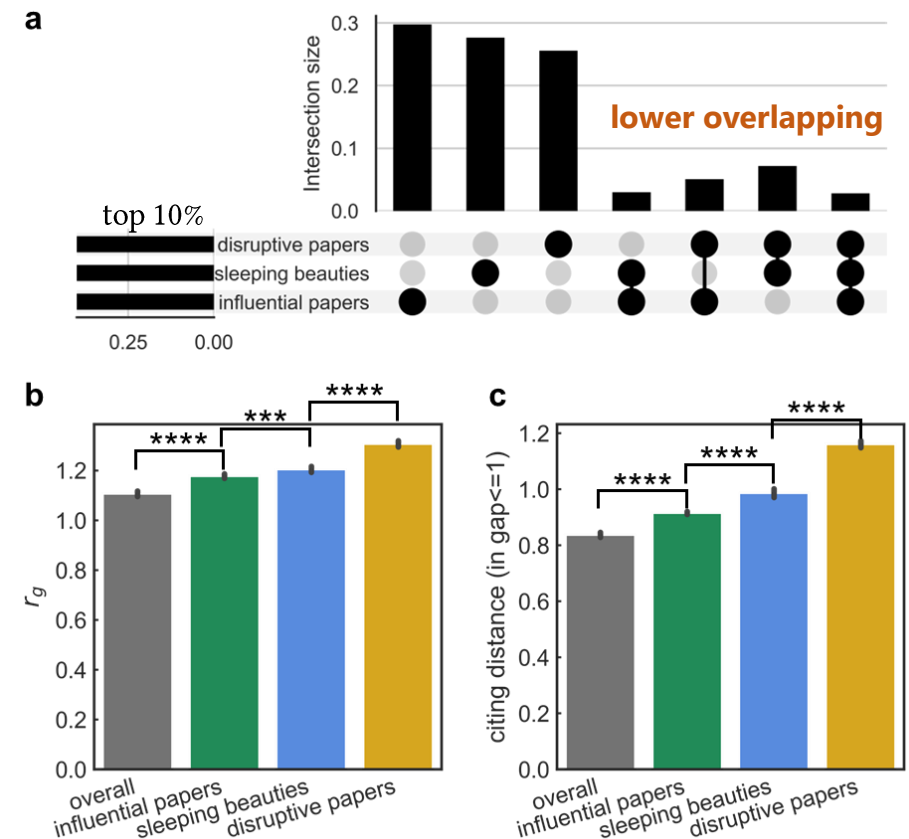 a
0.3
0.2
0.1
0.0
Intersection size
lower overlapping
top 10%
disruptive papers
sleeping beauties
influential papers
0.25 0.00
b
****
***
****
1.2
1.0
0.8
0.6
0.4
0.2
0.0
r_g
overall
influential papers
sleeping beauties
disruptive papers
c
****
****
****
1.2
1.0
0.8
0.6
0.4
0.2
0.0
citing distance (in gap<=1)
overall
influential papers
sleeping beauties
disruptive papers